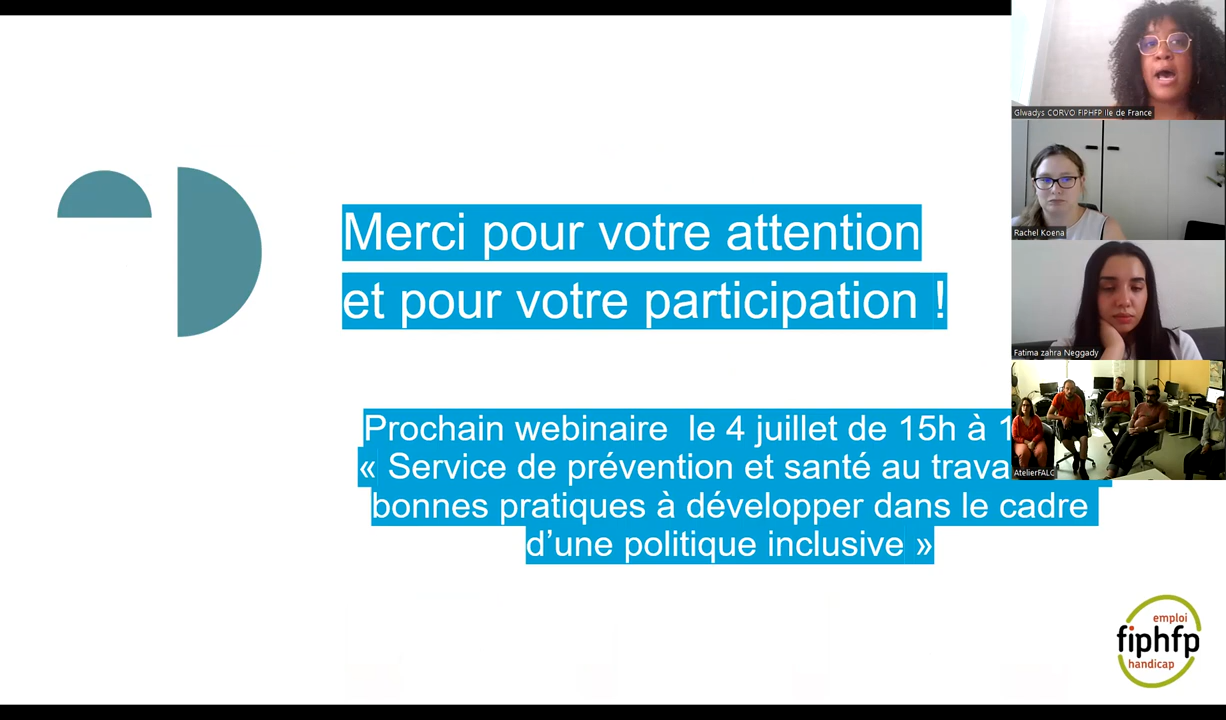 Merci pour votre attention
et pour votre participation !
Prochain webinaire le 4 juillet de 15h à
« Service de prévention et santé au
bonnes pratiques à développer dans le cadre
d’une politique inclusive »
emploi
fiphfp
handicap
Glwadys CORVO FIPHFP Ile de France
Rachel Koena
Fatima zahra Neggady
AtelierFALC